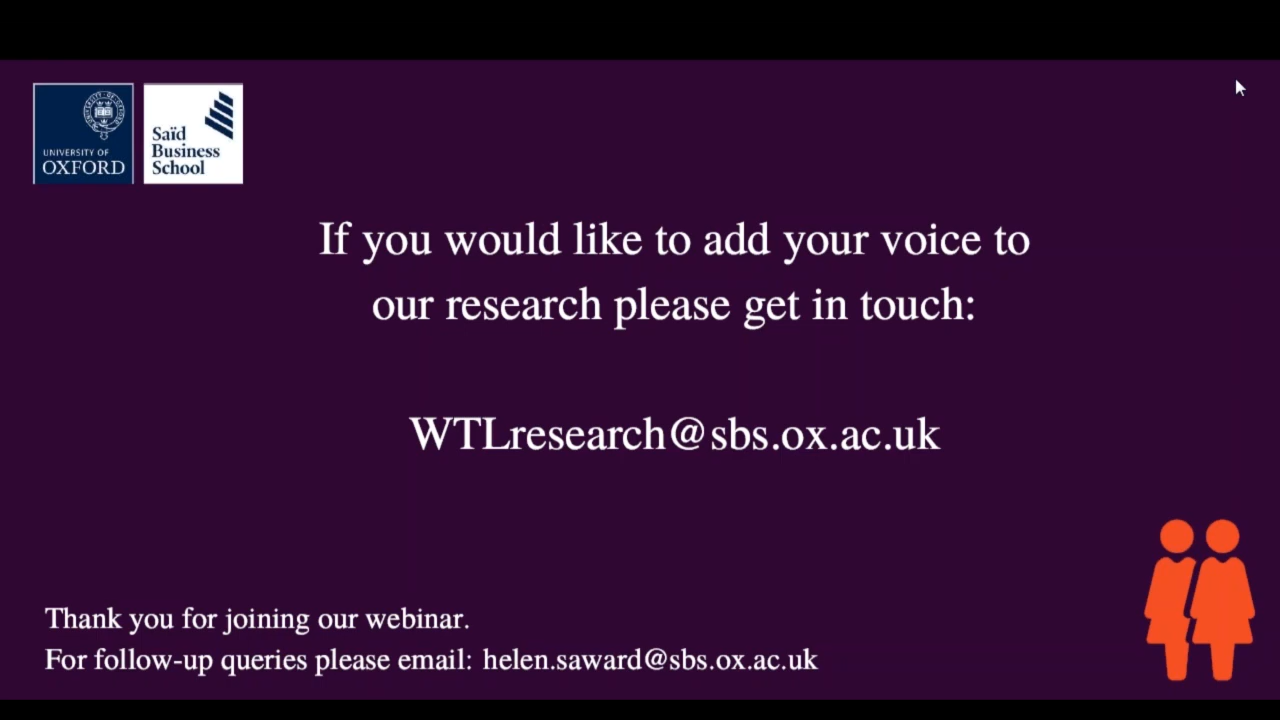 UNIVERSITY OF
OXFORD
Saïd
Business
School
If you would like to add your voice to
our research please get in touch:
WTLresearch@sbs.ox.ac.uk
Thank you for joining our webinar.
For follow-up queries please email: helen.saward@sbs.ox.ac.uk